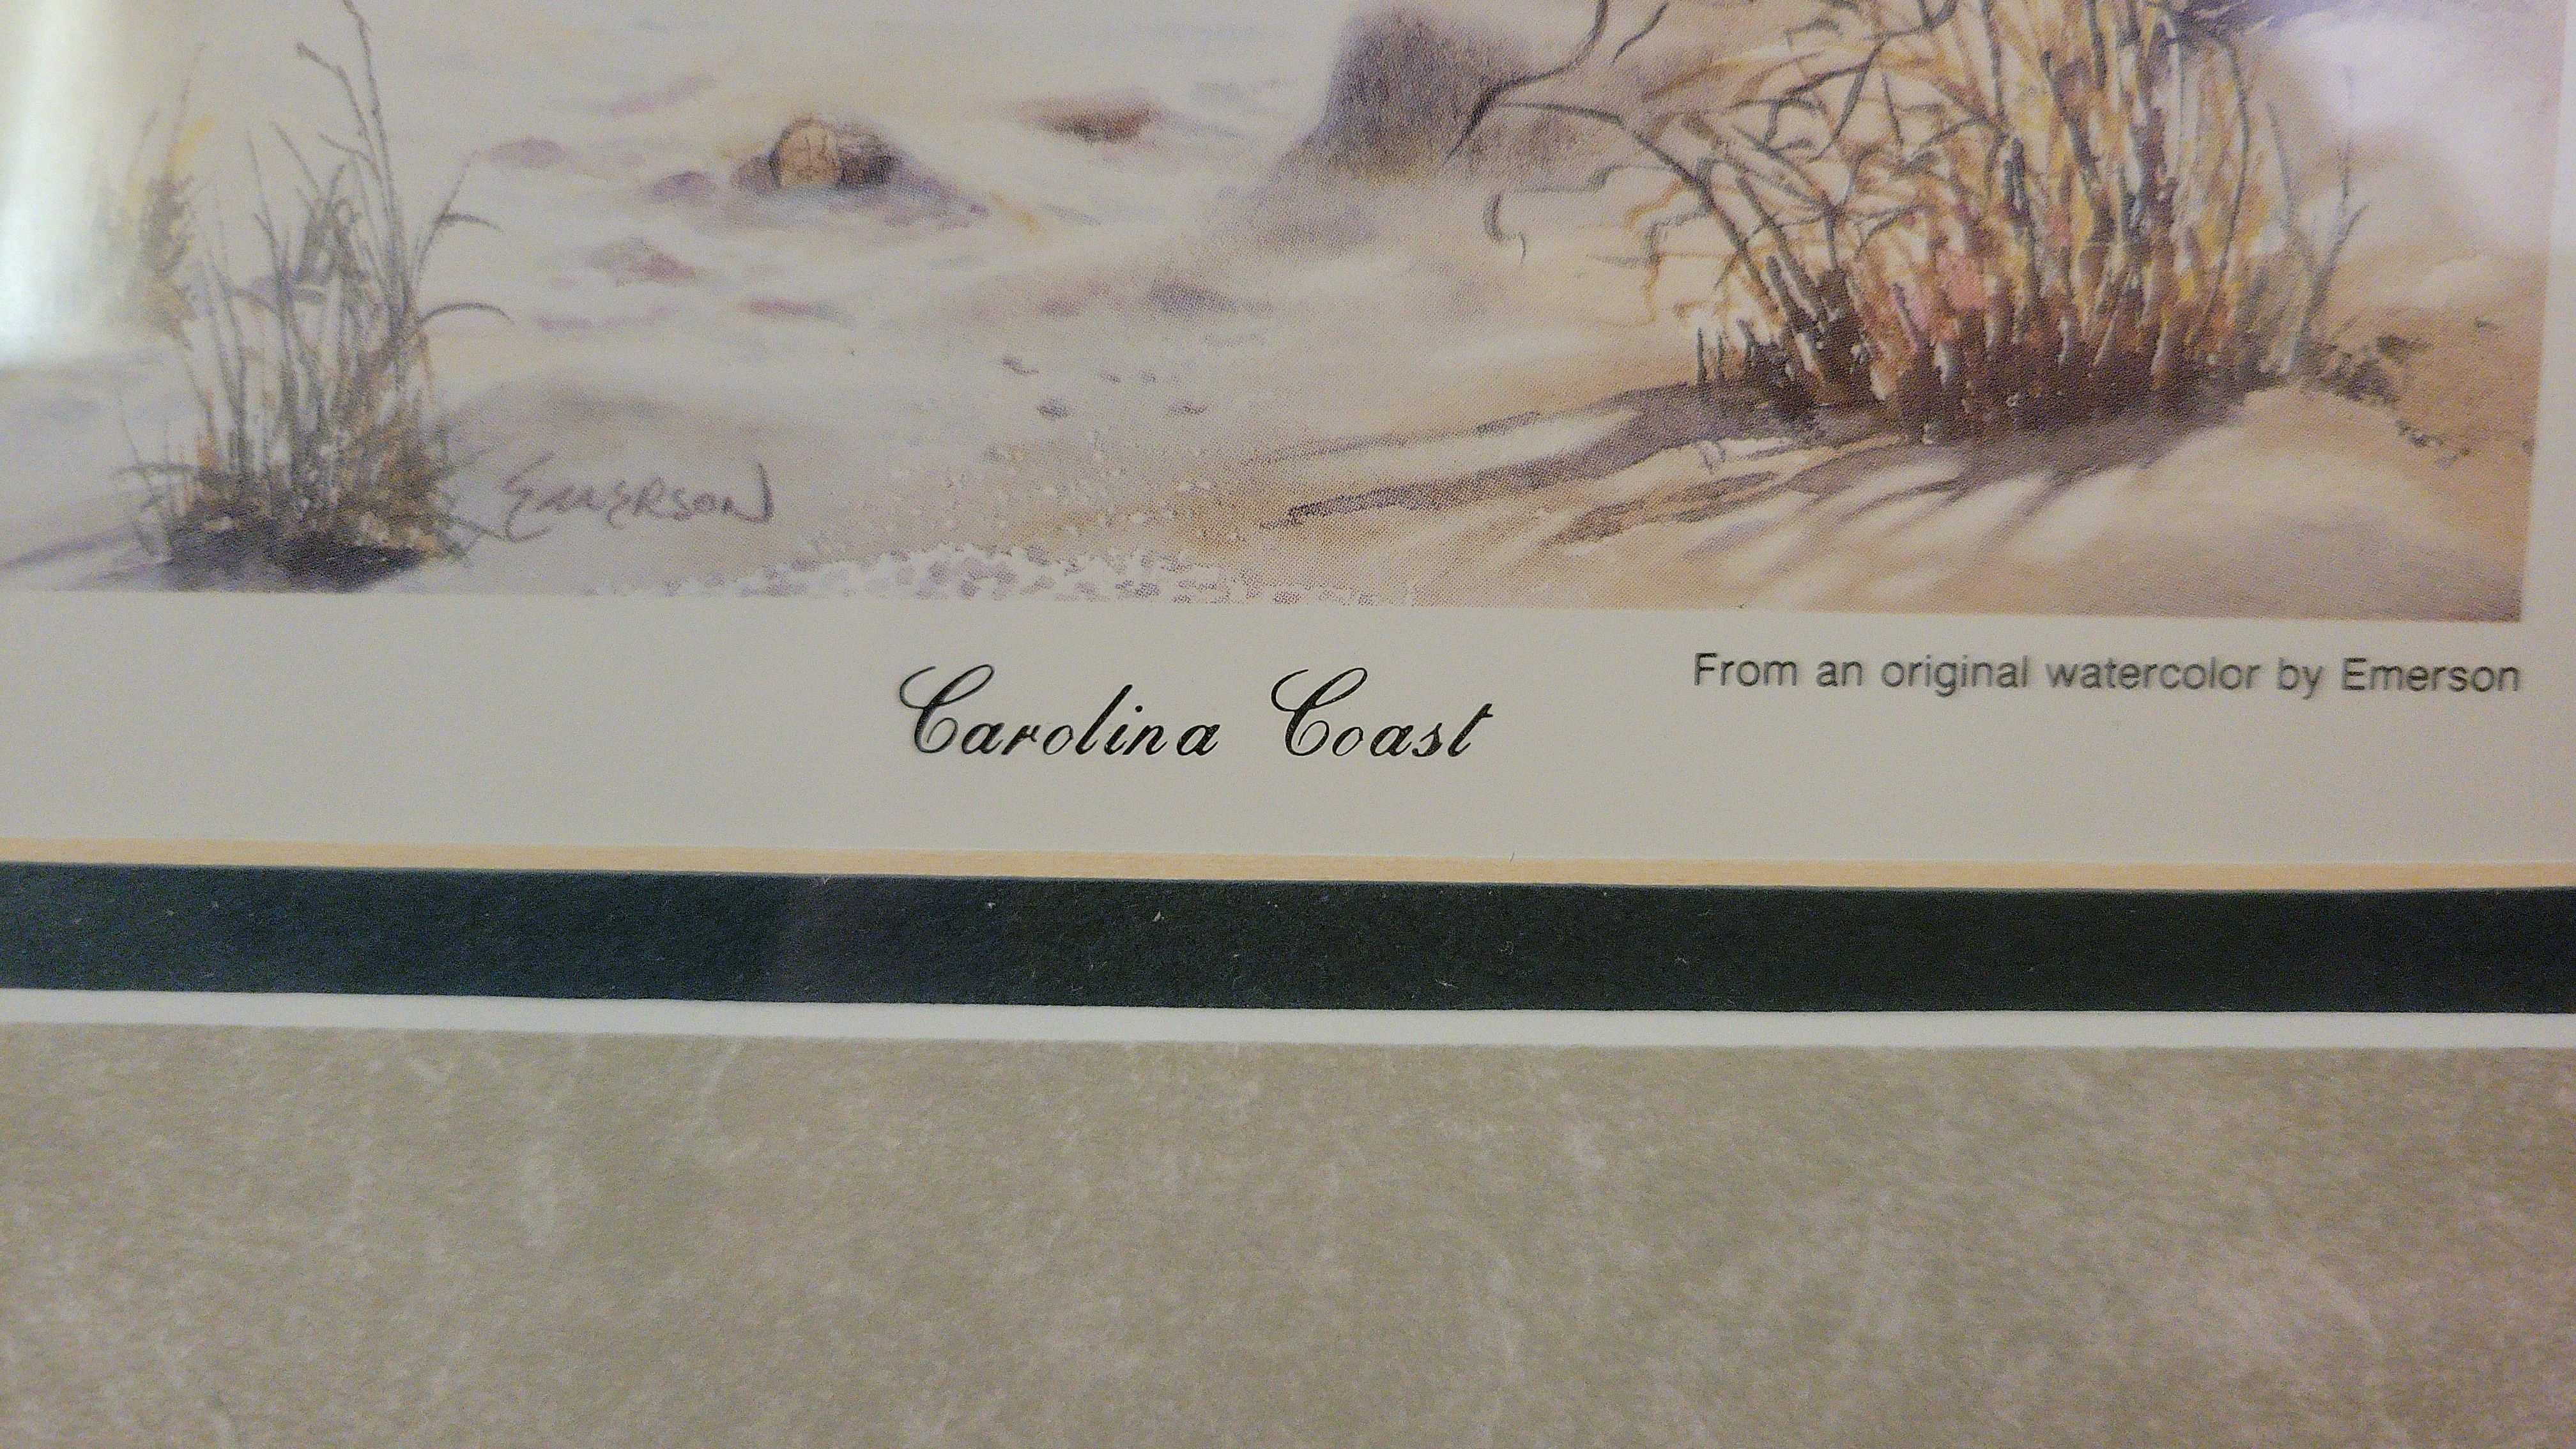 EMERSON
From an original watercolor by Emerson
Carolina Coast